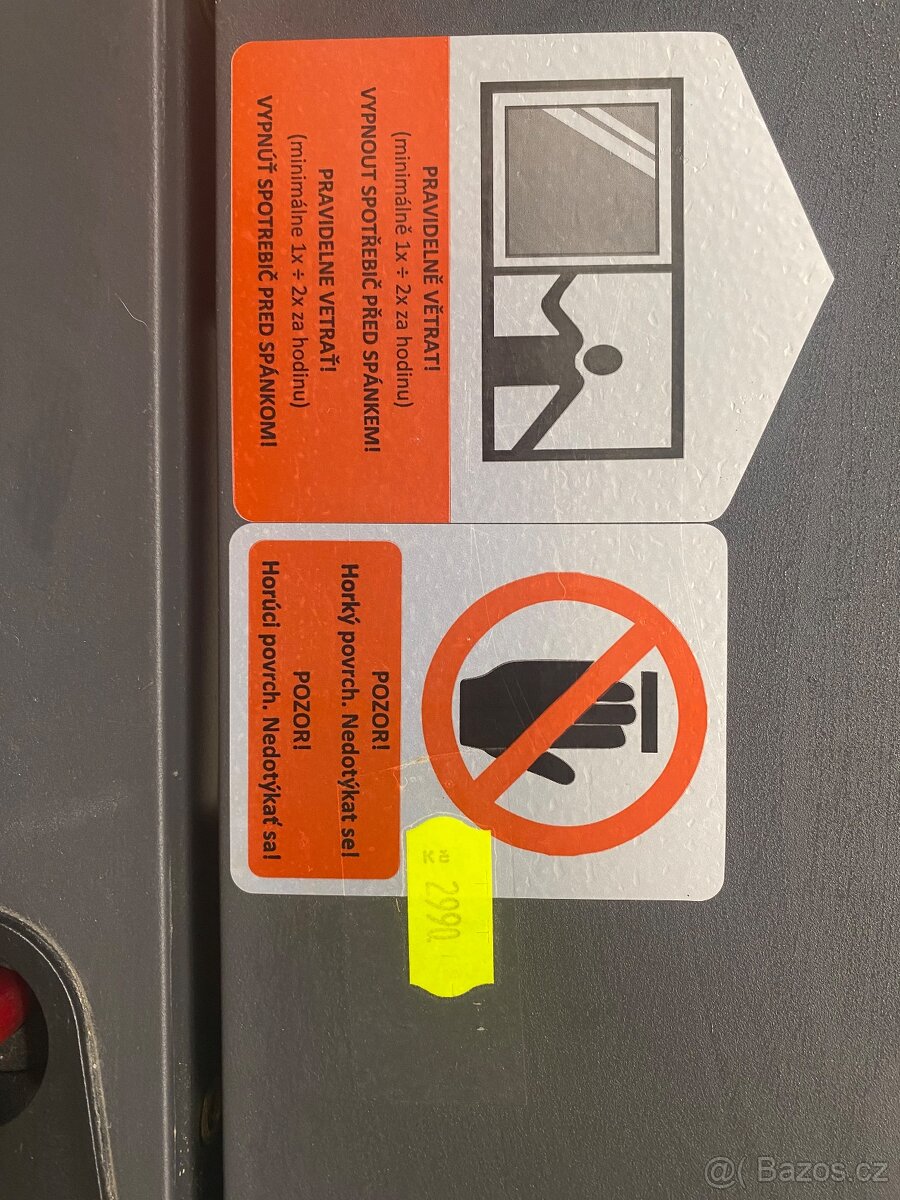 PRAVIDELNĚ VĚTRAT!
(minimálně 1x ÷ 2x za hodinu)
VYPNOUT SPOTŘEBIČ PŘED SPÁNKEM!
PRAVIDELNE VETRAŤ!
(minimálne 1x ÷ 2x za hodinu)
VYPNÚŤ SPOTREBIČ PRED SPÁNKOM!
POZOR!
Horký povrch. Nedotýkat se!
POZOR!
Horúci povrch. Nedotýkať sa!
Kč 2990
@( Bazos.cz